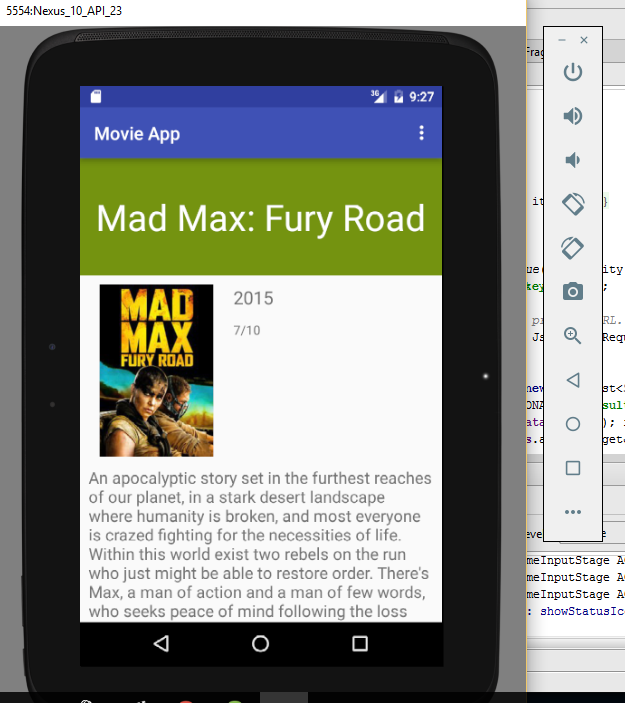 5554:Nexus_10_API_23
3G 9:27
Movie App
Mad Max: Fury Road
MAD
MAX
FURY ROAD
2015
7/10
An apocalyptic story set in the furthest reaches
of our planet, in a stark desert landscape
where humanity is broken, and most everyone
is crazed fighting for the necessities of life.
Within this world exist two rebels on the run
who just might be able to restore order. There's
Max, a man of action and a man of few words,
who seeks peace of mind following the loss
Frag
it }
ue ity
key ;
p RL.
Js Requ
new st<
ONA sult
ata ); i
s.a get
eve e
meInputStage A
meInputStage A
meInputStage A
: showStatusIc